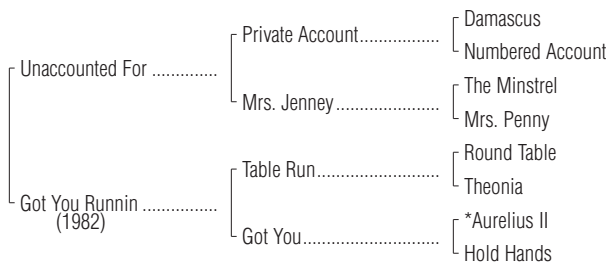 Damascus
Private Account..................
Numbered Account
Unaccounted For ..............
The Minstrel
Mrs. Jenney .......................
Mrs. Penny
Round Table
Table Run...........................
Theonia
Got You Runnin ................
(1982)
*Aurelius II
Got You..............................
Hold Hands